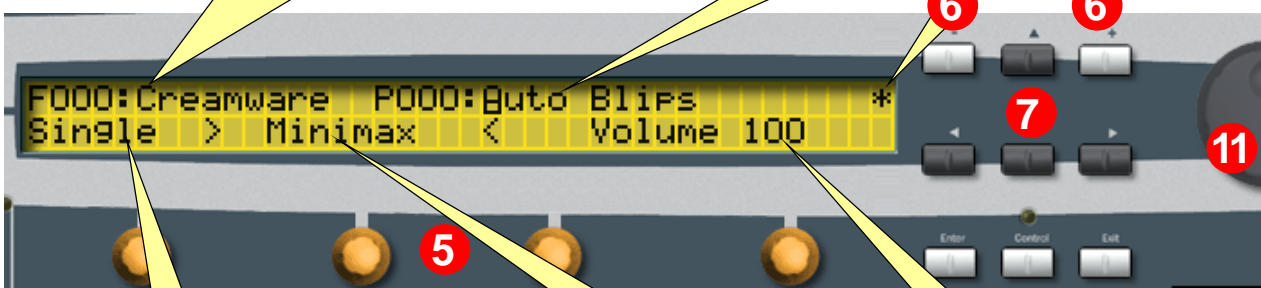 6 6
- ▲ +
F000:Creamware P000:Auto Blips *
Single > Minimax < Volume 100
◀ 7 ▶
11
5
Enter Control Exit